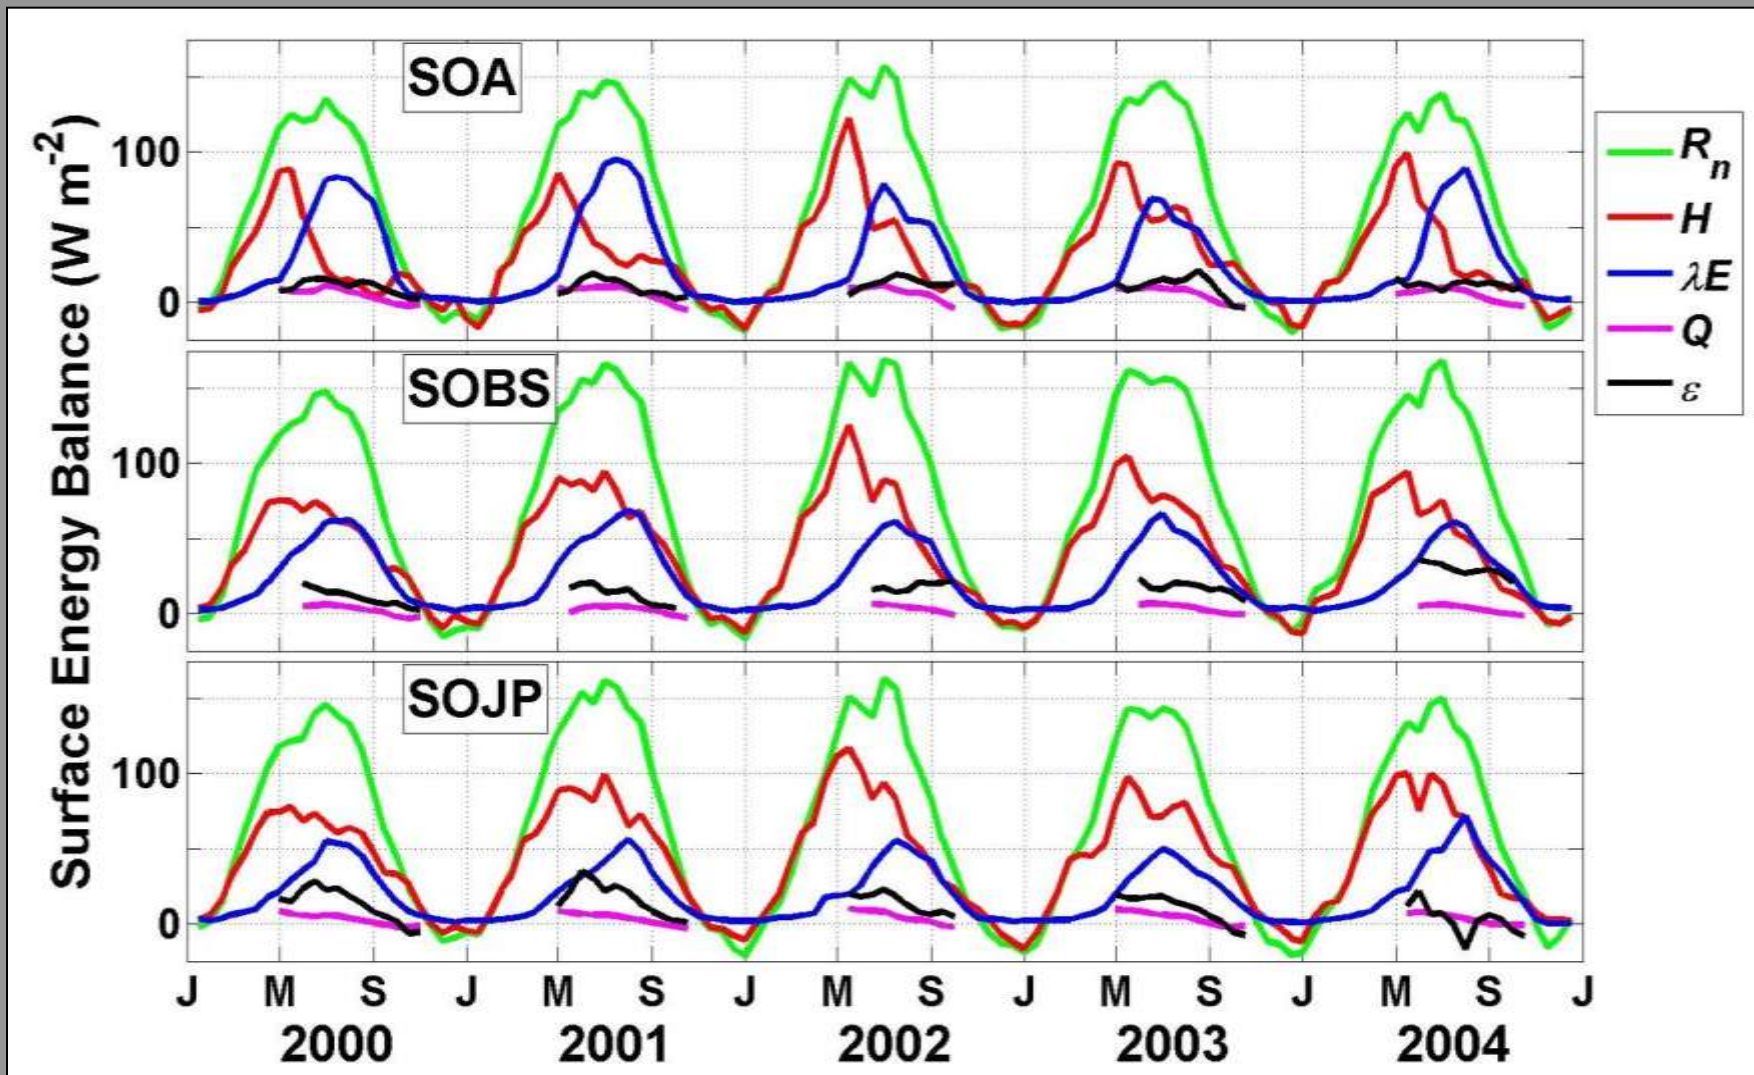 Surface Energy Balance (W m-2)
SOA
100
0
SOBS
100
0
SOJP
100
0
J M S J M S J M S J M S J M S J
2000 2001 2002 2003 2004
Rn
H
λE
Q
ε